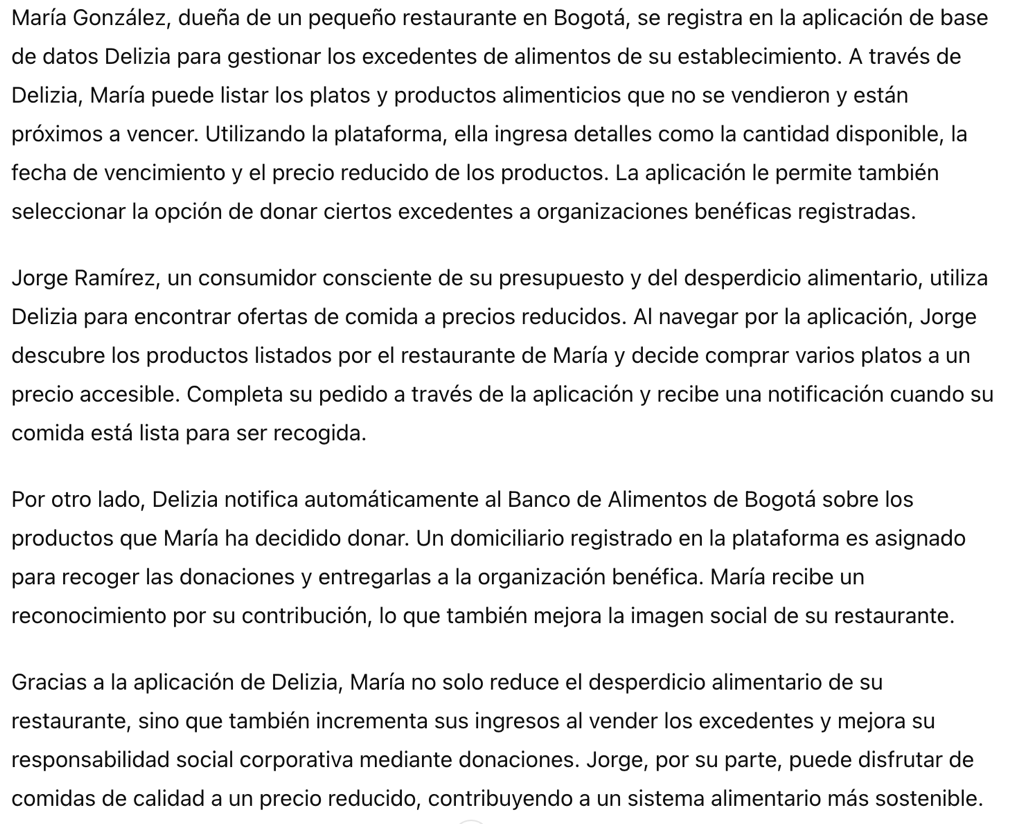 María González, dueña de un pequeño restaurante en Bogotá, se registra en la aplicación de base
de datos Delizia para gestionar los excedentes de alimentos de su establecimiento. A través de
Delizia, María puede listar los platos y productos alimenticios que no se vendieron y están
próximos a vencer. Utilizando la plataforma, ella ingresa detalles como la cantidad disponible, la
fecha de vencimiento y el precio reducido de los productos. La aplicación le permite también
seleccionar la opción de donar ciertos excedentes a organizaciones benéficas registradas.
Jorge Ramírez, un consumidor consciente de su presupuesto y del desperdicio alimentario, utiliza
Delizia para encontrar ofertas de comida a precios reducidos. Al navegar por la aplicación, Jorge
descubre los productos listados por el restaurante de María y decide comprar varios platos a un
precio accesible. Completa su pedido a través de la aplicación y recibe una notificación cuando su
comida está lista para ser recogida.
Por otro lado, Delizia notifica automáticamente al Banco de Alimentos de Bogotá sobre los
productos que María ha decidido donar. Un domiciliario registrado en la plataforma es asignado
para recoger las donaciones y entregarlas a la organización benéfica. María recibe un
reconocimiento por su contribución, lo que también mejora la imagen social de su restaurante.
Gracias a la aplicación de Delizia, María no solo reduce el desperdicio alimentario de su
restaurante, sino que también incrementa sus ingresos al vender los excedentes y mejora su
responsabilidad social corporativa mediante donaciones. Jorge, por su parte, puede disfrutar de
comidas de calidad a un precio reducido, contribuyendo a un sistema alimentario más sostenible.